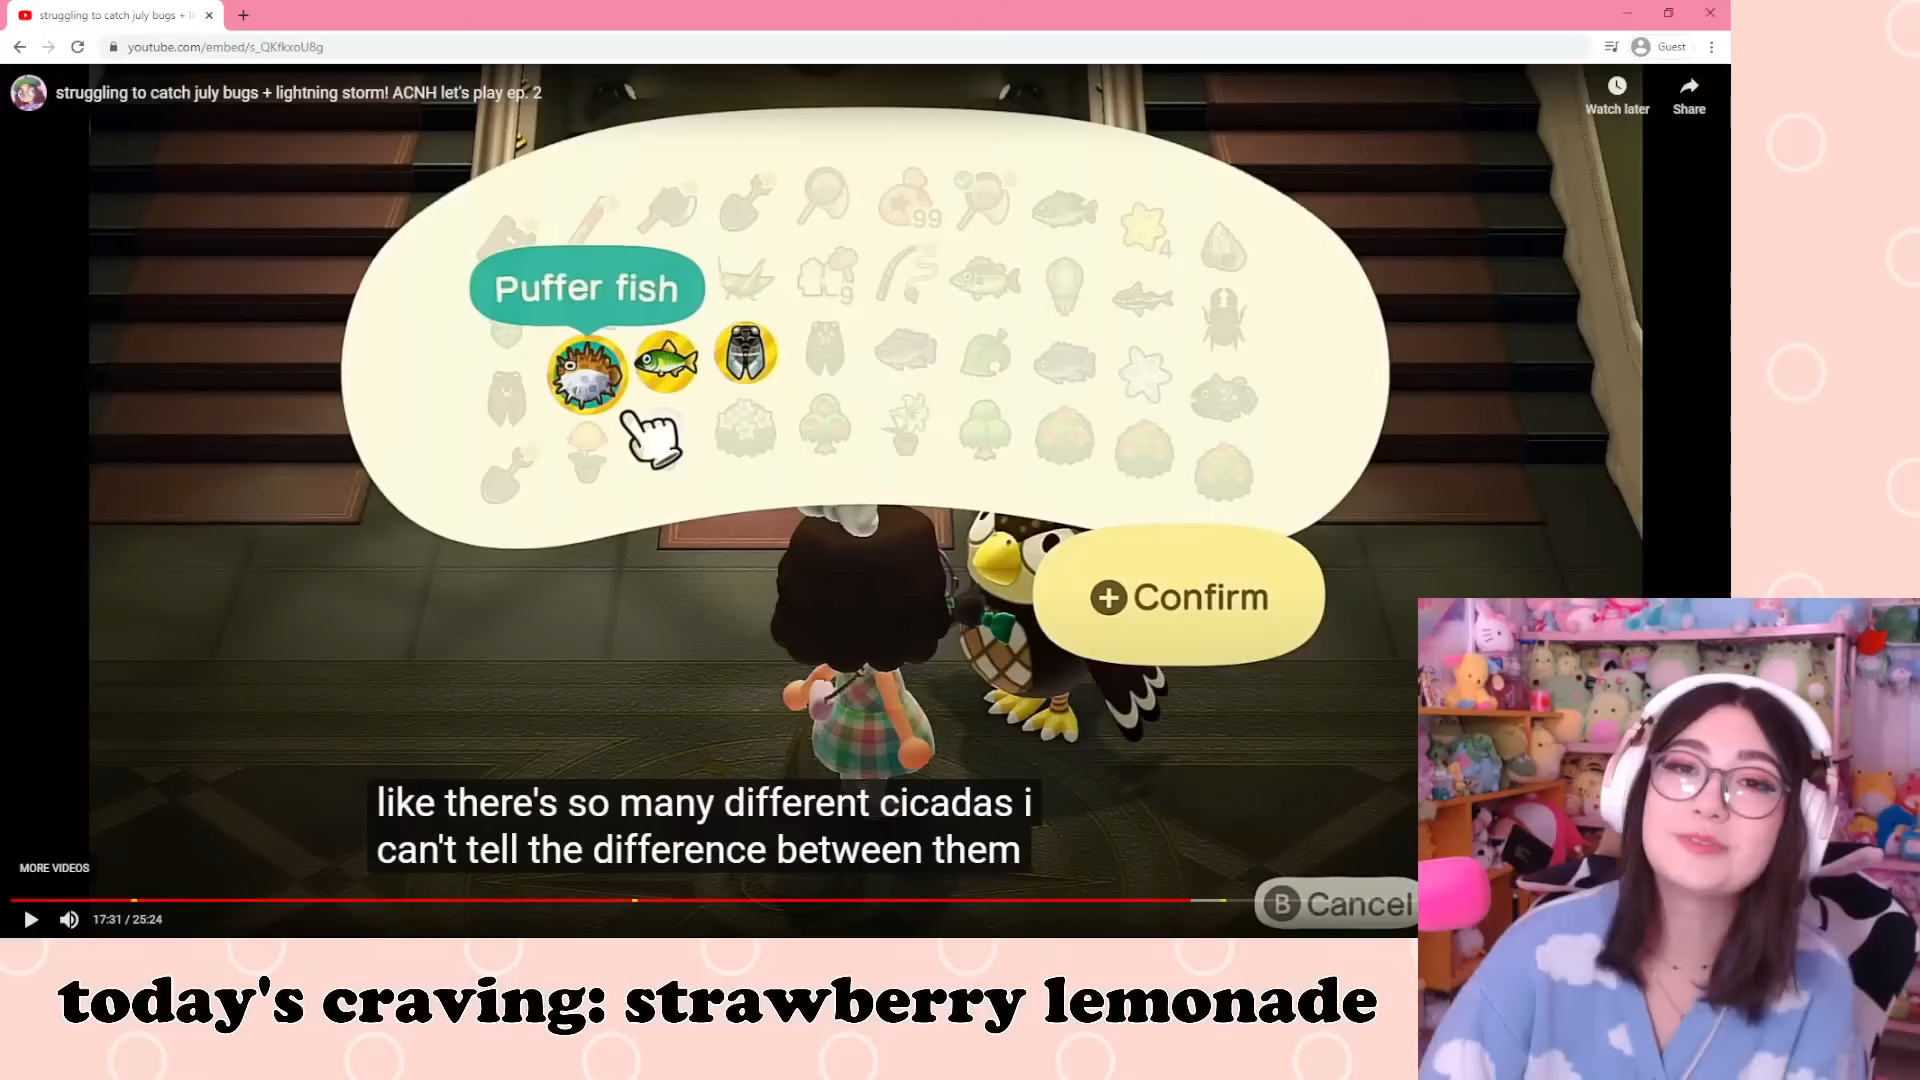 struggling to catch july bugs + li
youtube.com/embed/s_QKfkxoU8g
Guest
struggling to catch july bugs + lightning storm! ACNH let's play ep. 2
Watch later
Share
99
4
Puffer fish
9
Confirm
like there's so many different cicadas i
can't tell the difference between them
MORE VIDEOS
B Cancel
17:31 / 25:24
today's craving: strawberry lemonade